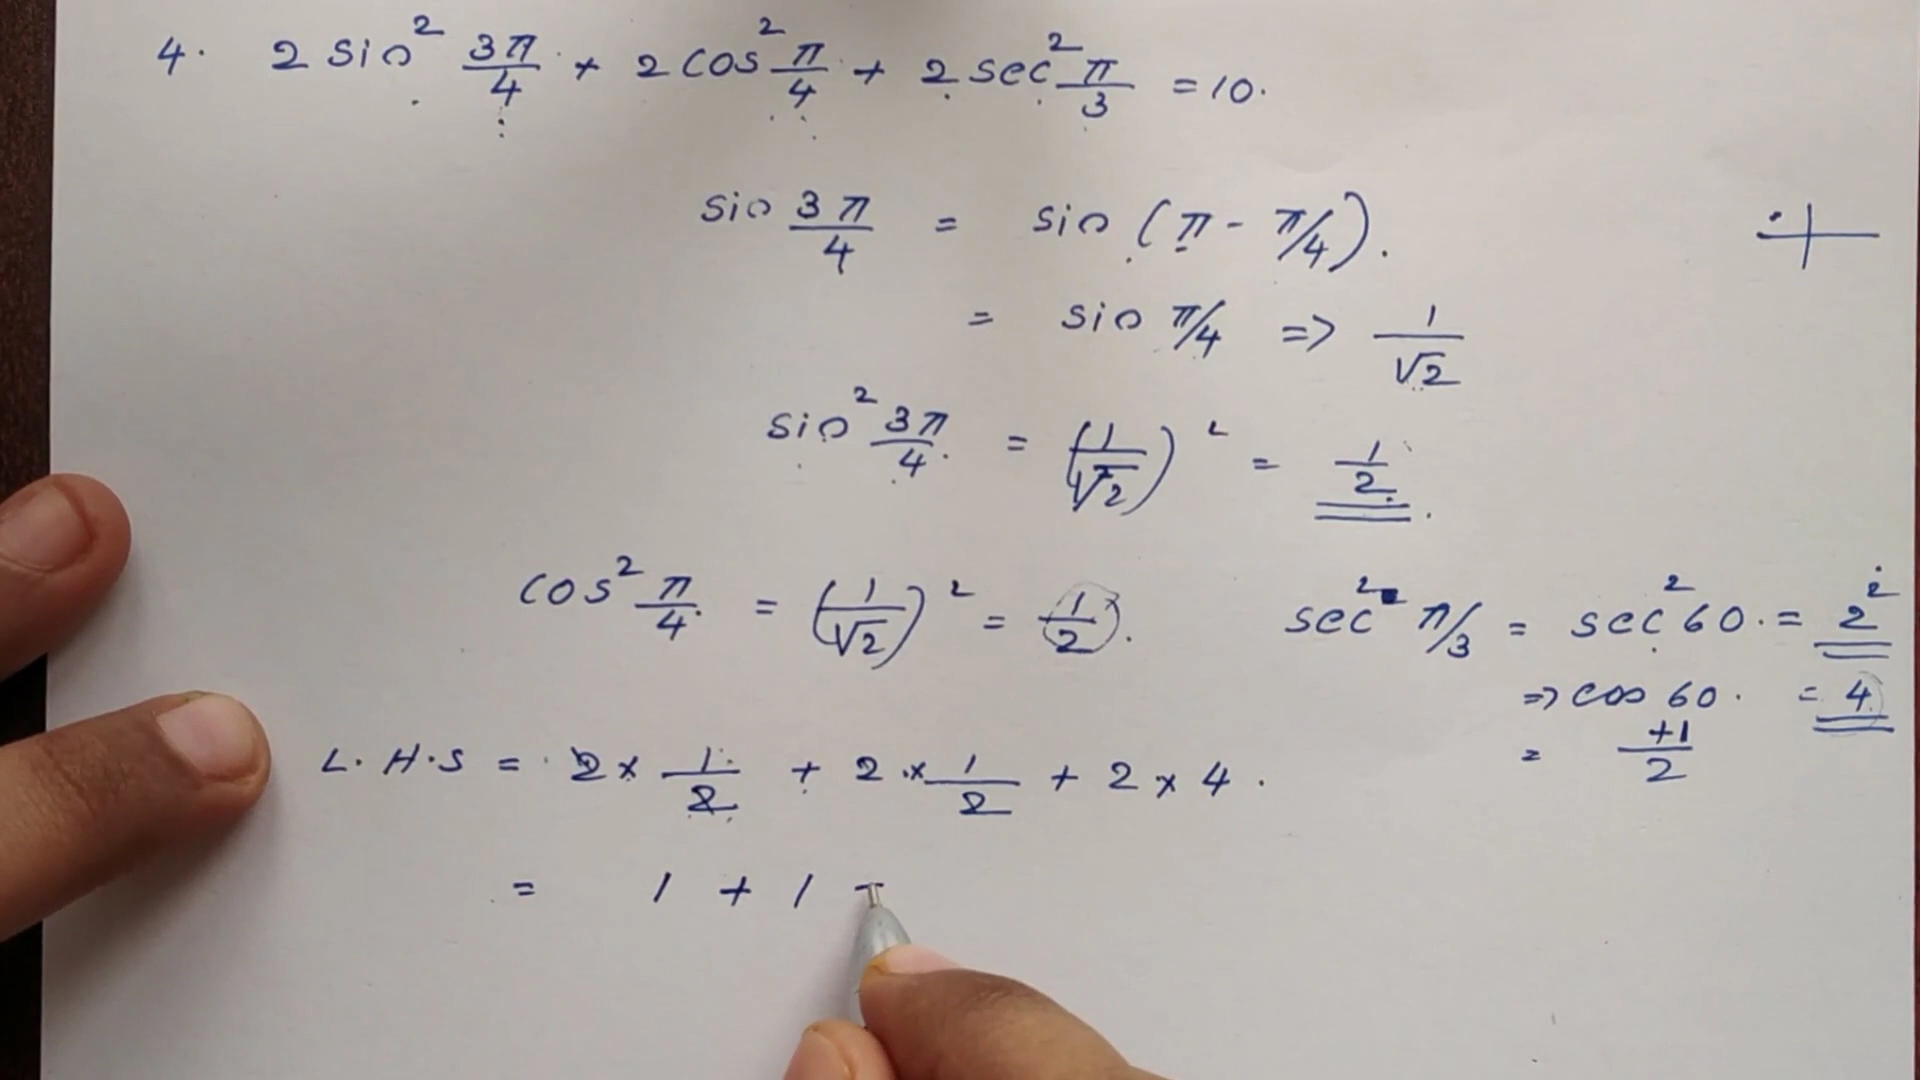 4. 2 sin² 3π/4 + 2 cos² π/4 + 2 sec² π/3 = 10.
sin 3π/4 = sin (π - π/4).
= sin π/4 => 1/√2
sin² 3π/4 = (1/√2)² = 1/2.
cos² π/4 = (1/√2)² = 1/2.
sec² π/3 = sec² 60. = 2²
=> cos 60. = 4
= +1/2
L.H.S = 2 × 1/2 + 2 × 1/2 + 2 × 4.
= 1 + 1